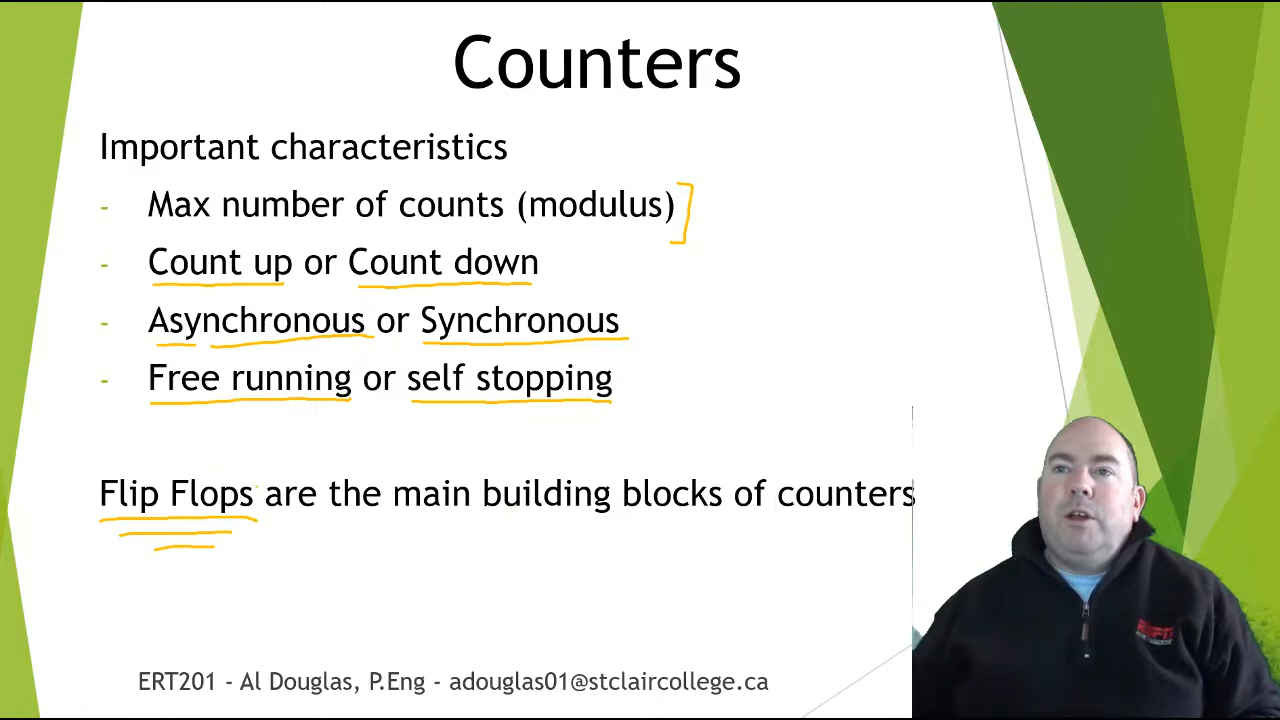 Counters
Important characteristics
- Max number of counts (modulus)
- Count up or Count down
- Asynchronous or Synchronous
- Free running or self stopping
Flip Flops are the main building blocks of counters
ESPN
ERT201 - Al Douglas, P.Eng - adouglas01@stclaircollege.ca